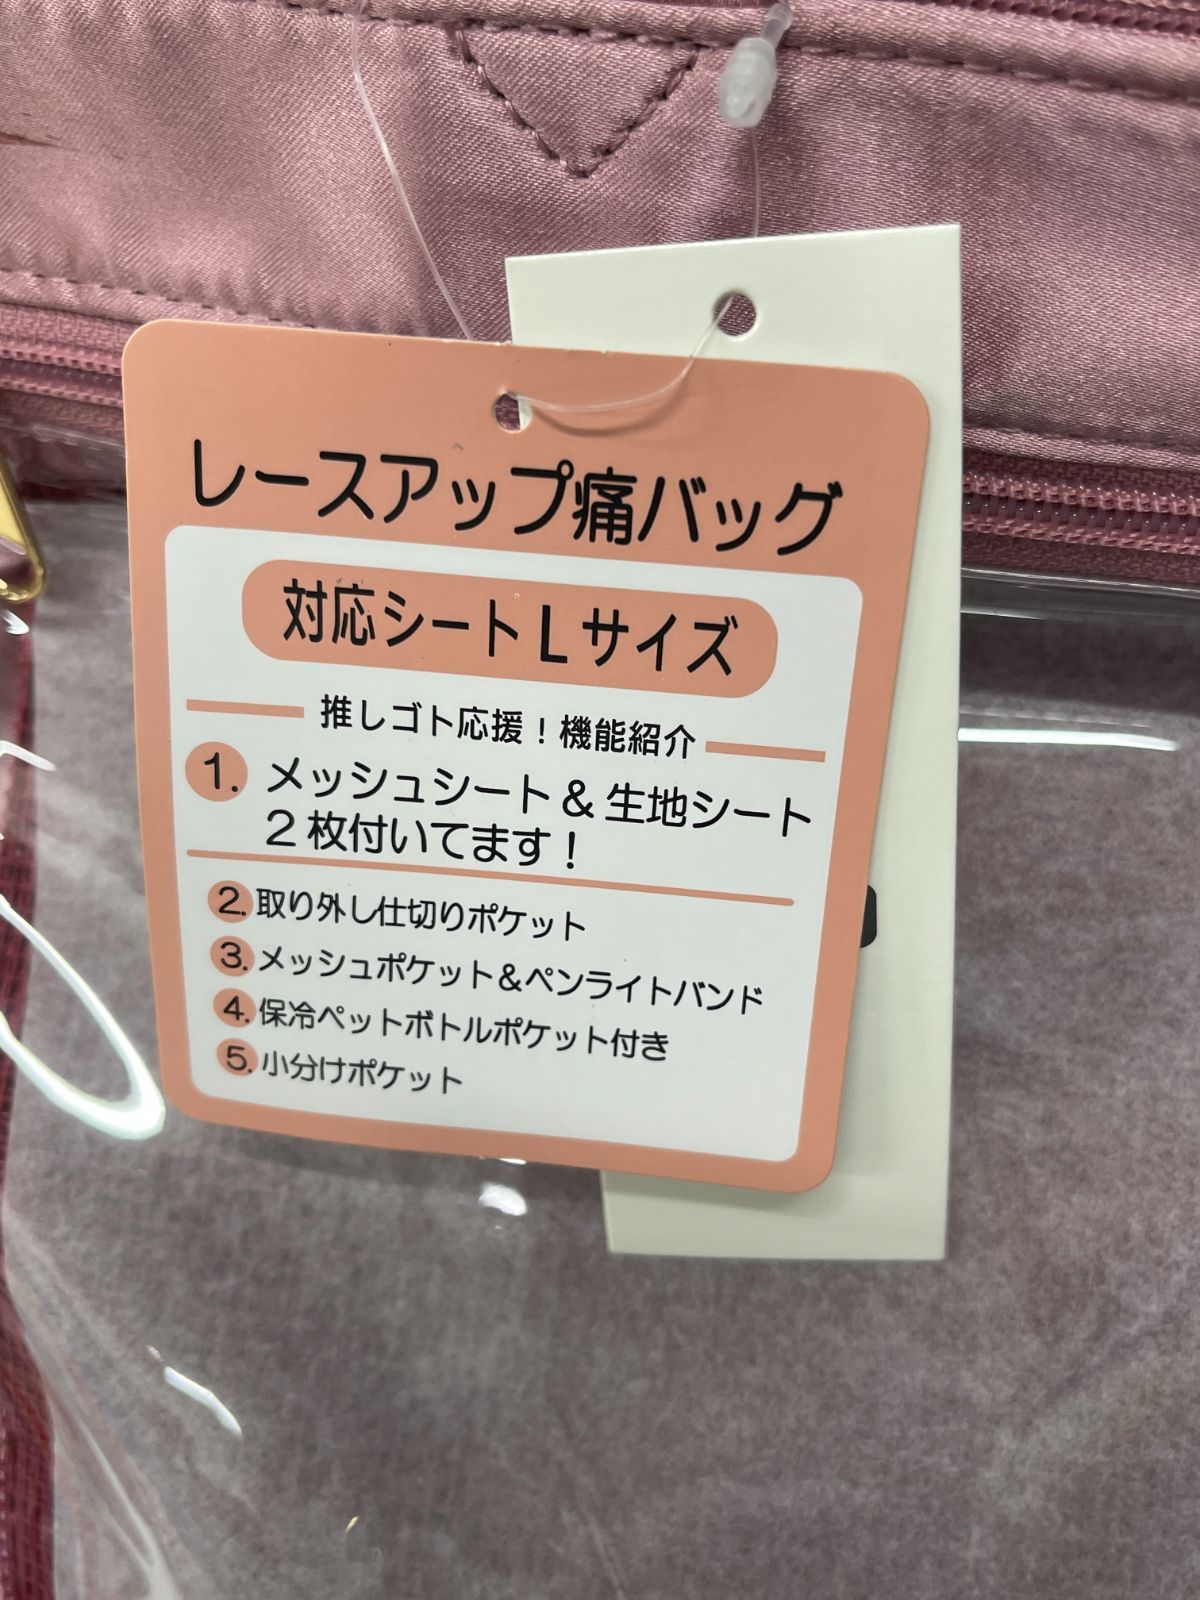 レースアップ痛バッグ
対応シートLサイズ
推しゴト応援!機能紹介
1. メッシュシート&生地シート
2枚付いてます!
2. 取り外し仕切りポケット
3. メッシュポケット&ペンライトバンド
4. 保冷ペットボトルポケット付き
5. 小分けポケット